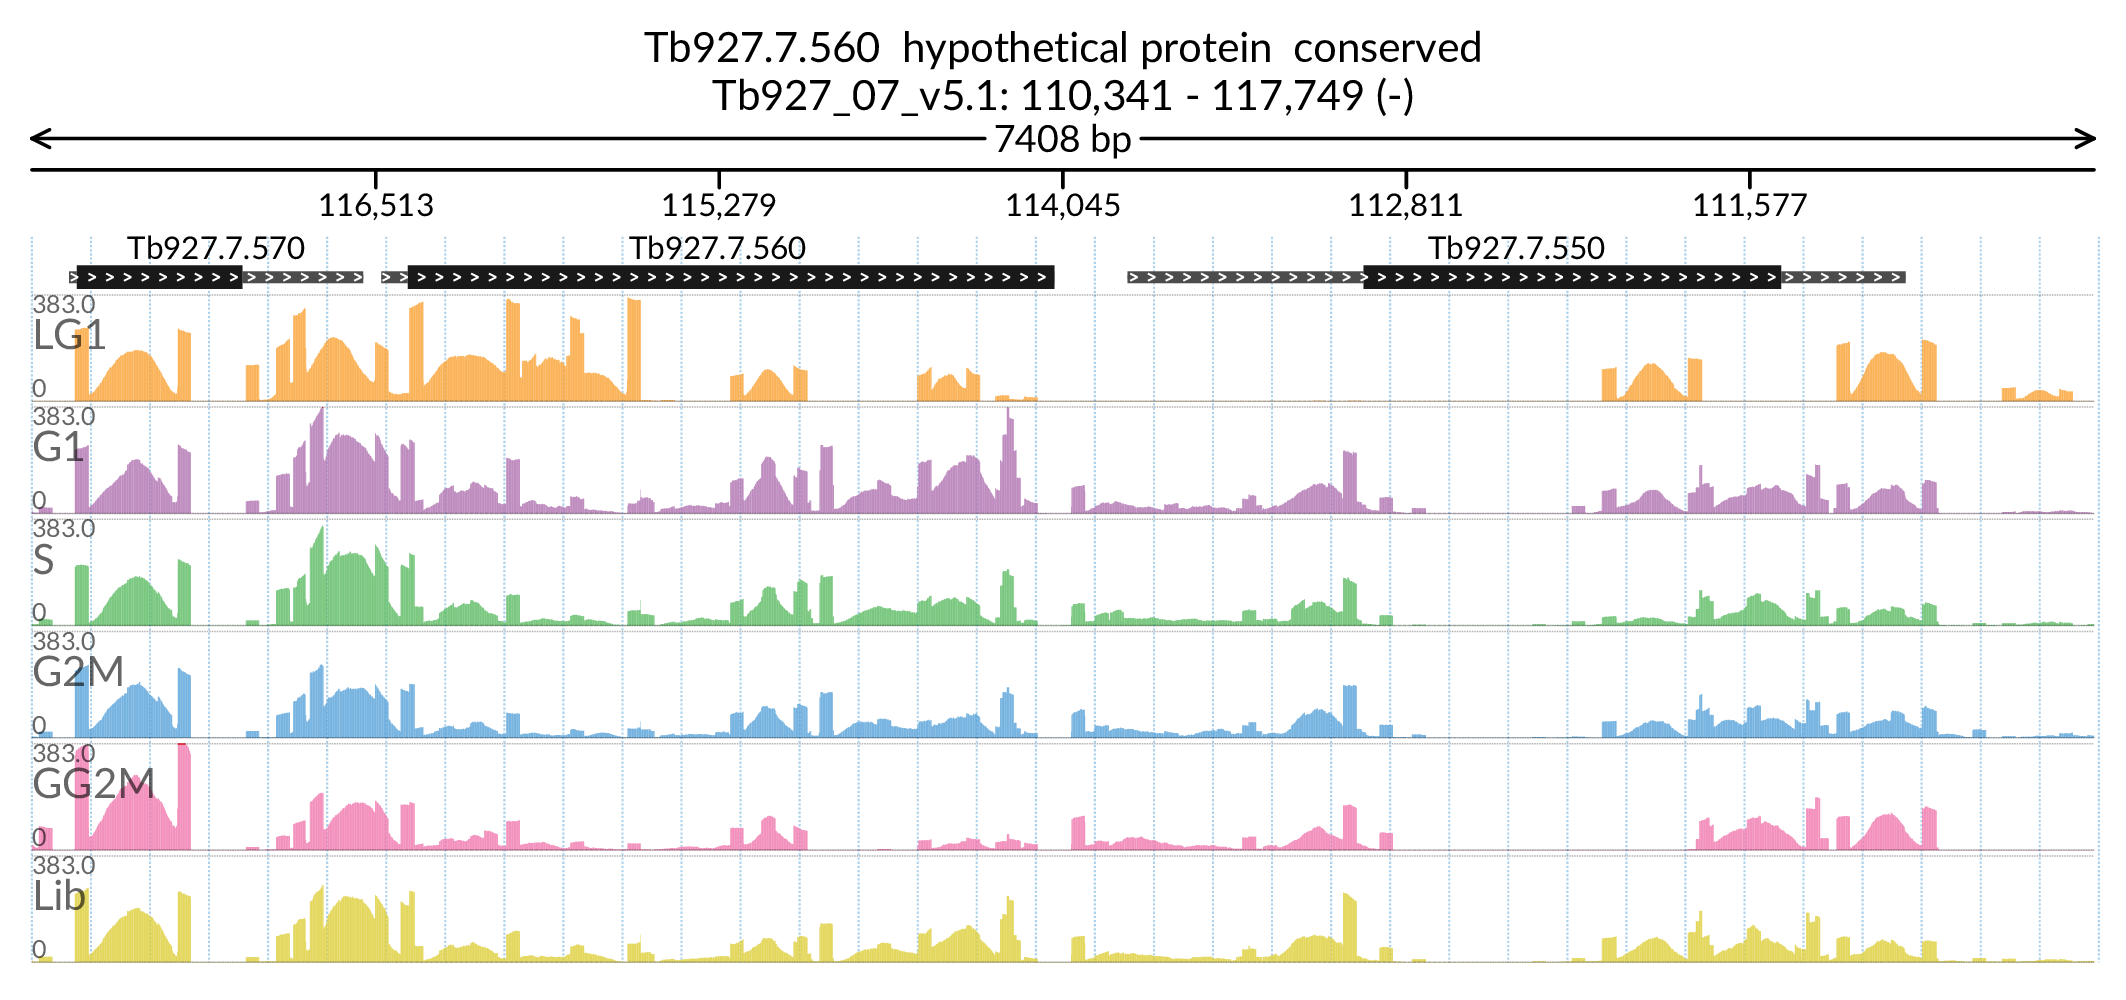 Tb927.7.560  hypothetical protein  conserved
Tb927_07_v5.1: 110,341 - 117,749 (-)
7408 bp
116,513 115,279 114,045 112,811 111,577
Tb927.7.570 Tb927.7.560 Tb927.7.550
383.0
LG1
0
383.0
G1
0
383.0
S
0
383.0
G2M
0
383.0
GG2M
0
383.0
Lib
0